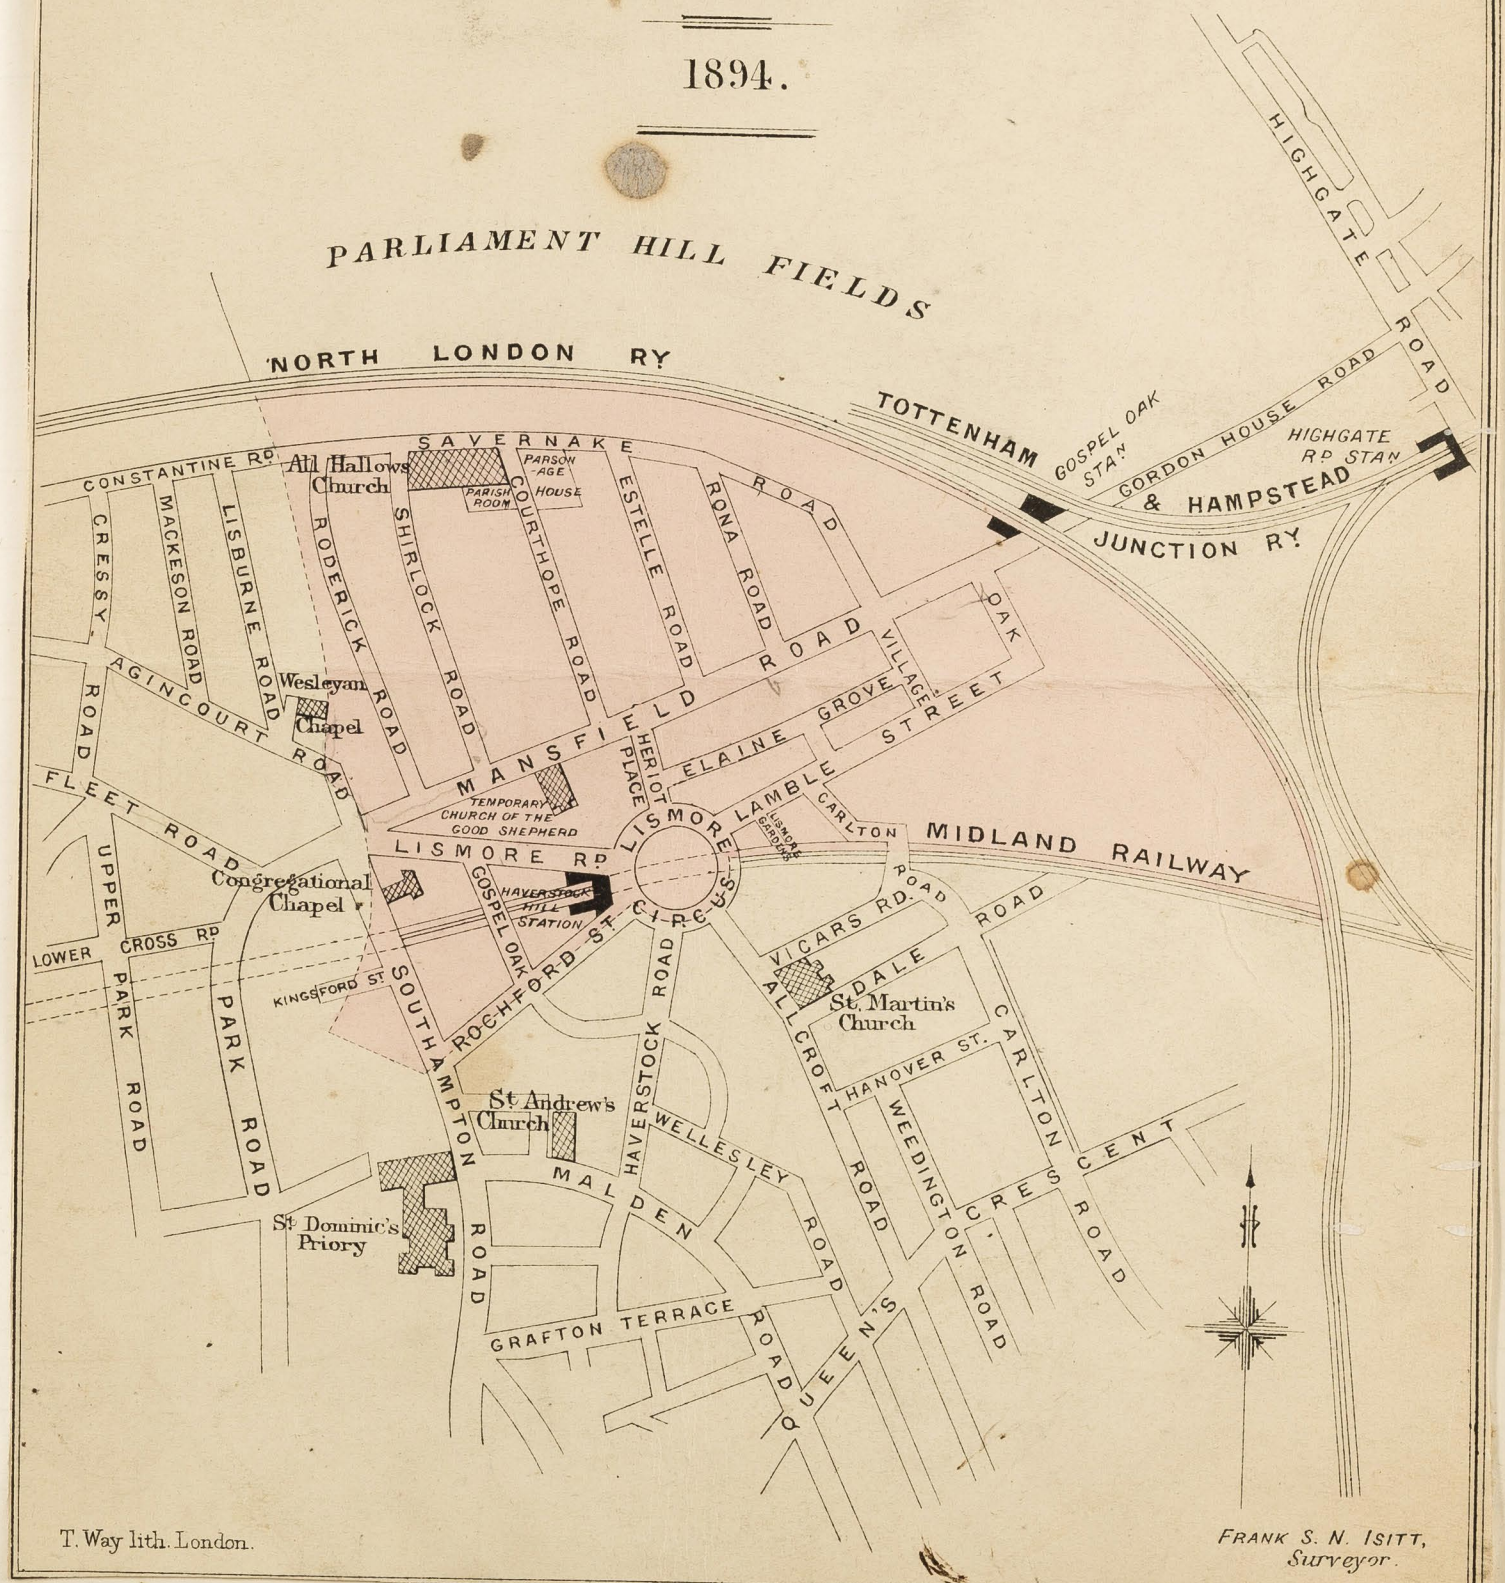 1894.
PARLIAMENT HILL FIELDS
NORTH LONDON RY
HIGHGATE ROAD
TOTTENHAM & HAMPSTEAD JUNCTION RY
GOSPEL OAK
STAN
GORDON HOUSE ROAD
HIGHGATE
RD STAN
SAVERNAKE ROAD
CONSTANTINE RD
All Hallows
Church
PARSON
-AGE
HOUSE
PARISH
ROOM
CRESSY ROAD
MACKESON ROAD
LISBURNE ROAD
RODERICK ROAD
SHIRLOCK ROAD
COURTHOPE ROAD
ESTELLE ROAD
RONA ROAD
AGINCOURT ROAD
Wesleyan
Chapel
MANSFIELD ROAD
OAK VILLAGE
ELAINE GROVE
HERIOT
PLACE
LAMBLE STREET
FLEET ROAD
TEMPORARY
CHURCH OF THE
GOOD SHEPHERD
LISMORE RD
LISMORE CIRCUS
LISMORE
GARDENS
CARLTON ROAD
MIDLAND RAILWAY
Congregational
Chapel
GOSPEL OAK
HAVERSTOCK
HILL
STATION
UPPER PARK ROAD
LOWER CROSS RD
PARK ROAD
KINGSFORD ST
SOUTHAMPTON ROAD
ROCHFORD ST
HAVERSTOCK ROAD
VICARS RD.
DALE ROAD
St. Martin's
Church
ALLCROFT ROAD
HANOVER ST.
CARLTON ROAD
WEEDINGTON ROAD
CRESCENT
St Andrew's
Church
WELLESLEY ROAD
MALDEN ROAD
St Dominic's
Priory
GRAFTON TERRACE
QUEEN'S
N
T. Way lith. London.
FRANK S. N. ISITT,
Surveyor.